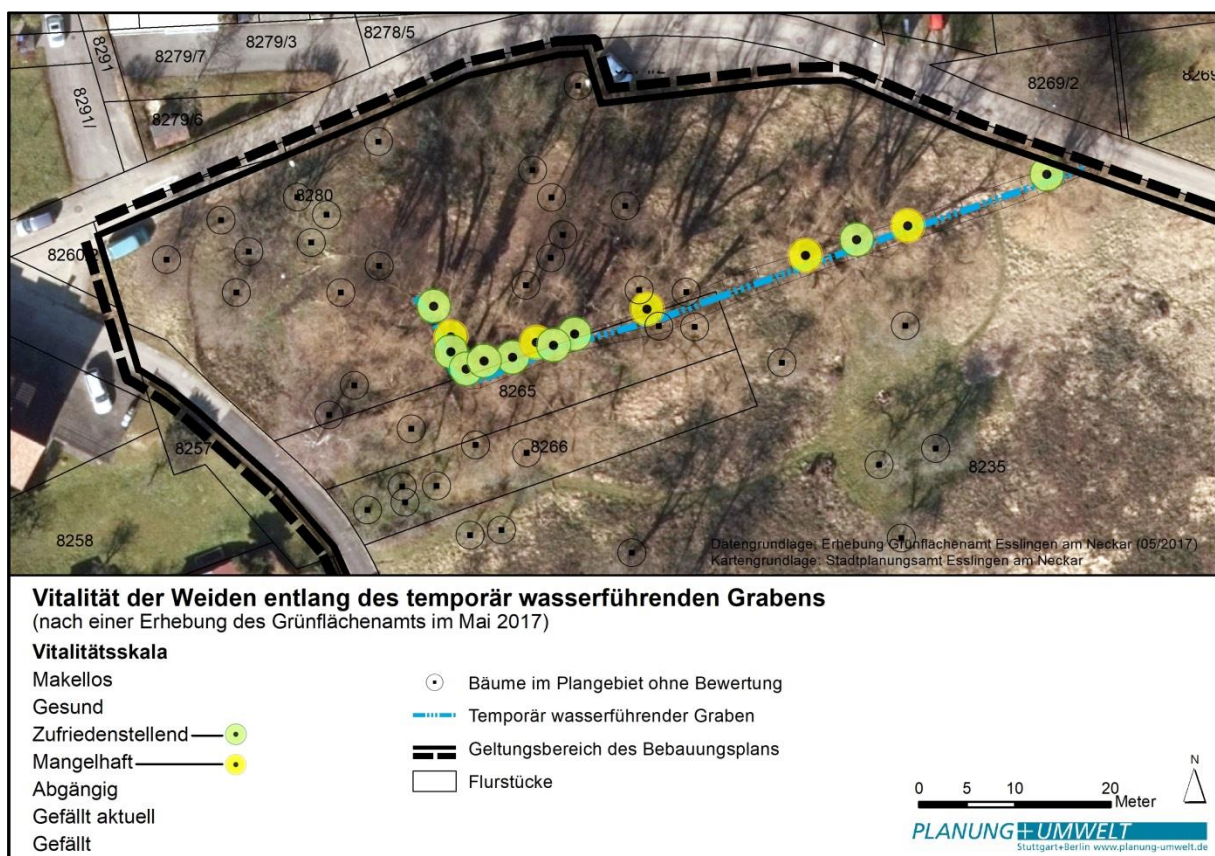 8291
8279/7
8279/3
8278/5
8291/
8279/6
8269/2
8269
8280
8260/2
8265
8257
8266
8235
8258
Datengrundlage: Erhebung Grünflächenamt Esslingen am Neckar (05/2017)
Kartengrundlage: Stadtplanungsamt Esslingen am Neckar
Vitalität der Weiden entlang des temporär wasserführenden Grabens
(nach einer Erhebung des Grünflächenamts im Mai 2017)
Vitalitätsskala
Makellos
Gesund
Zufriedenstellend
Mangelhaft
Abgängig
Gefällt aktuell
Gefällt
Bäume im Plangebiet ohne Bewertung
Temporär wasserführender Graben
Geltungsbereich des Bebauungsplans
Flurstücke
N
0 5 10 20
Meter
PLANUNG+UMWELT
Stuttgart+Berlin www.planung-umwelt.de